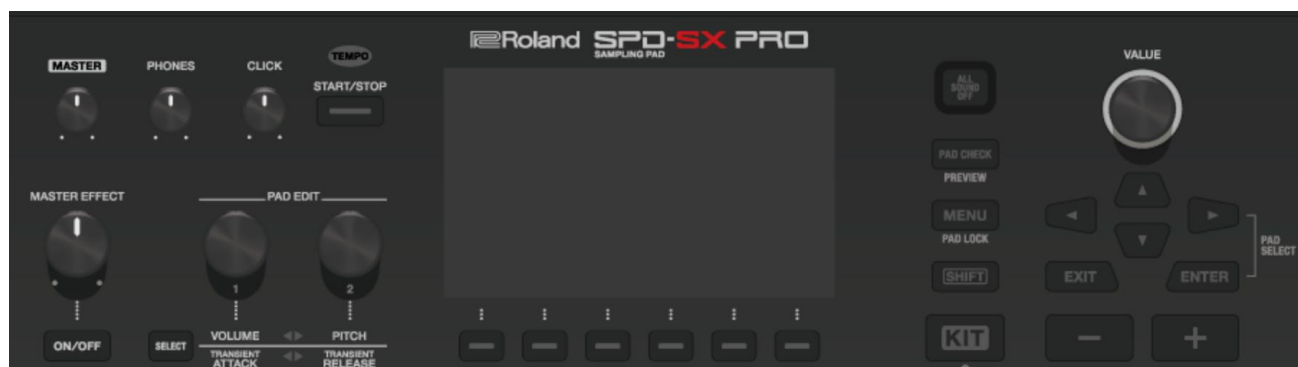 Roland SPD-SX PRO
SAMPLING PAD
MASTER
PHONES
CLICK
TEMPO
START/STOP
MASTER EFFECT
PAD EDIT
1
2
ON/OFF
SELECT
VOLUME
PITCH
TRANSIENT
ATTACK
TRANSIENT
RELEASE
ALL
SOUND
OFF
PAD CHECK
PREVIEW
MENU
PAD LOCK
SHIFT
KIT
VALUE
PAD
SELECT
EXIT
ENTER
−
+